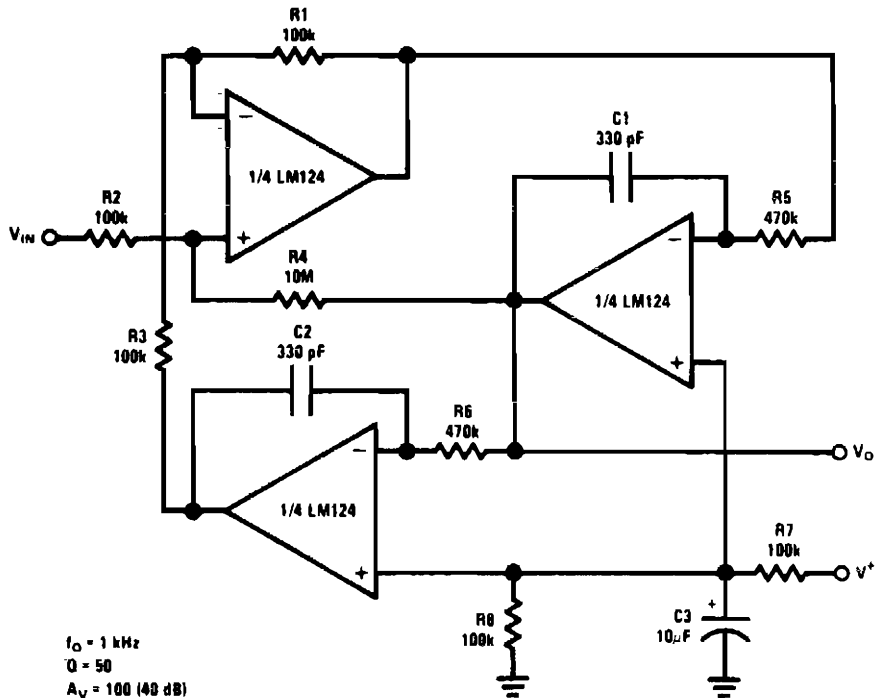 R1
100k
C1
330 pF
−
1/4 LM124
+
R2
100k
VIN
R5
470k
−
1/4 LM124
+
R4
10M
R3
100k
C2
330 pF
R6
470k
−
1/4 LM124
+
VO
R7
100k
V+
R8
100k
+
C3
10µF
fO = 1 kHz
Q = 50
AV = 100 (40 dB)